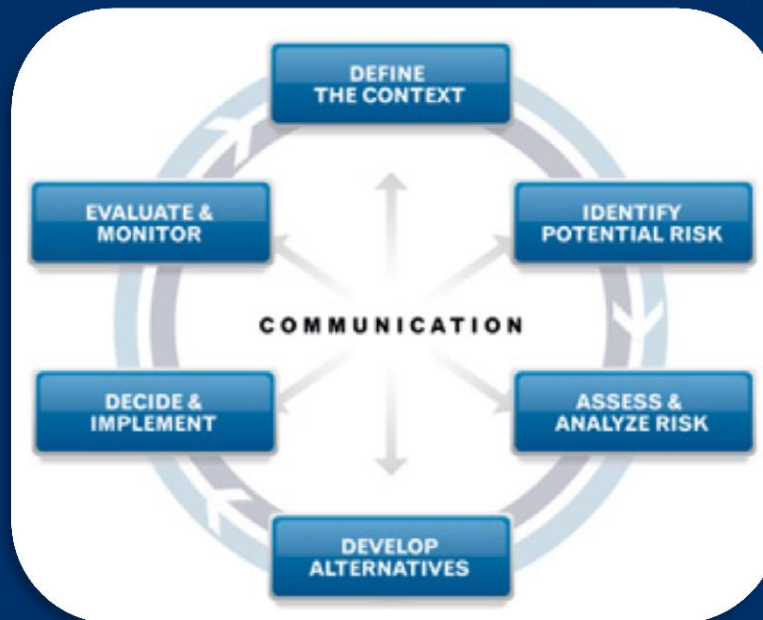 DEFINE
THE CONTEXT
IDENTIFY
POTENTIAL RISK
ASSESS &
ANALYZE RISK
DEVELOP
ALTERNATIVES
DECIDE &
IMPLEMENT
EVALUATE &
MONITOR
COMMUNICATION